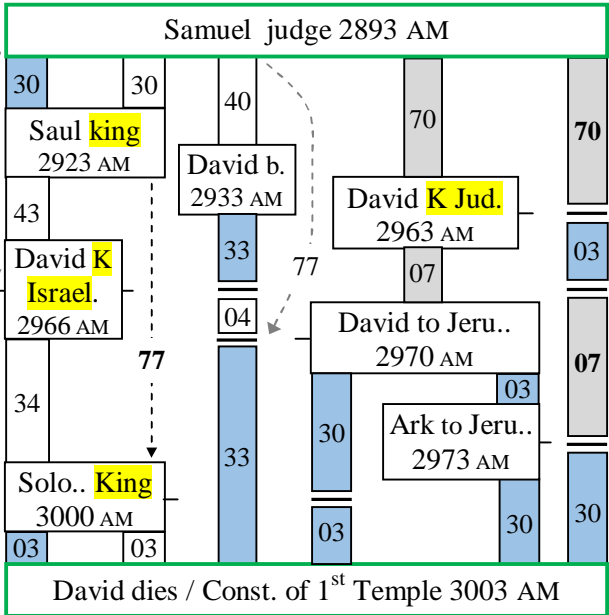 Samuel judge 2893 AM
30
30
40
70
70
Saul king
2923 AM
David b.
2933 AM
David K Jud.
2963 AM
43
33
77
07
03
David K
Israel.
2966 AM
04
David to Jeru..
2970 AM
07
77
34
33
30
03
Ark to Jeru..
2973 AM
Solo.. King
3000 AM
03
03
03
30
30
David dies / Const. of 1st Temple 3003 AM